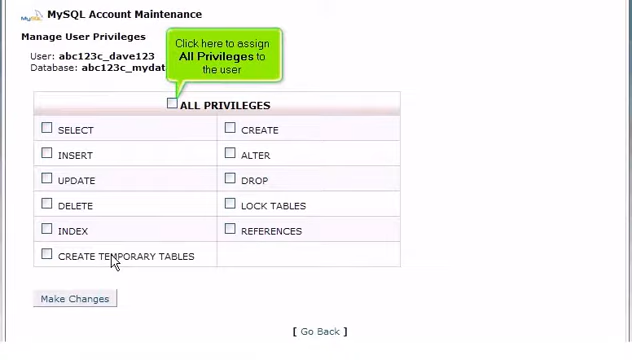 MySQL Account Maintenance
Manage User Privileges
User: abc123c_dave123
Database: abc123c_mydat
Click here to assign
All Privileges to
the user
ALL PRIVILEGES
SELECT CREATE
INSERT ALTER
UPDATE DROP
DELETE LOCK TABLES
INDEX REFERENCES
CREATE TEMPORARY TABLES
Make Changes
[ Go Back ]